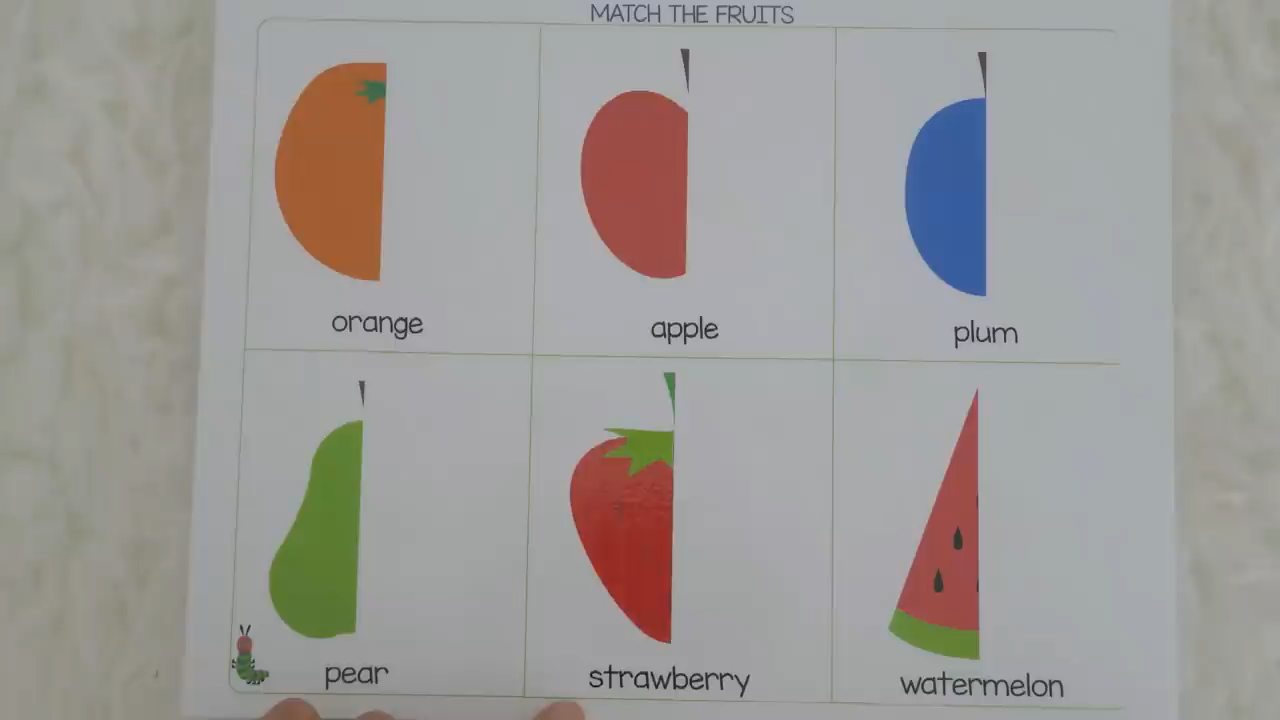 MATCH THE FRUITS
orange
apple
plum
pear
strawberry
watermelon